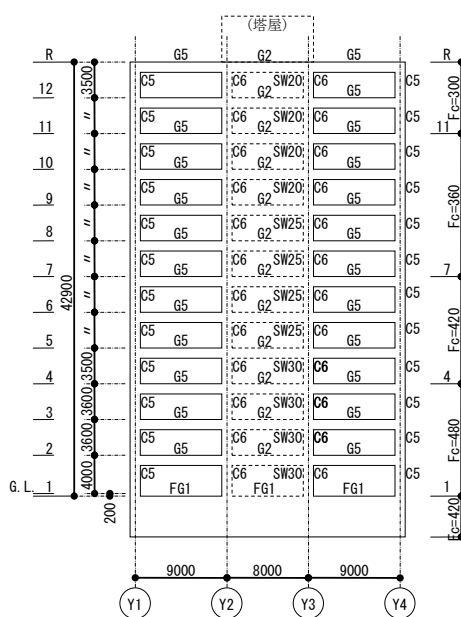 (塔屋)
R G5 G2 G5 R
3500 C5 C6 SW20 C6 C5 Fc=300
12 G5 G2 G5
〃 C5 C6 SW20 C6 C5
11 G5 G2 G5 11
〃 C5 C6 SW20 C6 C5 Fc=360
10 G5 G2 G5
〃 C5 C6 SW20 C6 C5
9 G5 G2 G5
〃 C5 C6 SW25 C6 C5
8 G5 G2 G5
〃 C5 C6 SW25 C6 C5
7 G5 G2 G5 7
42900
〃 C5 C6 SW25 C6 C5 Fc=420
6 G5 G2 G5
〃 C5 C6 SW25 C6 C5
5 G5 G2 G5
3500 C5 C6 SW30 C6 C5
4 G5 G2 G5 4
3600 C5 C6 SW30 C6 C5 Fc=480
3 G5 G2 G5
3600 C5 C6 SW30 C6 C5
2 G5 G2 G5
4000 C5 C6 SW30 C6 C5
G.L. 1 FG1 FG1 FG1 1
200 Fc=420
9000 8000 9000
Y1 Y2 Y3 Y4